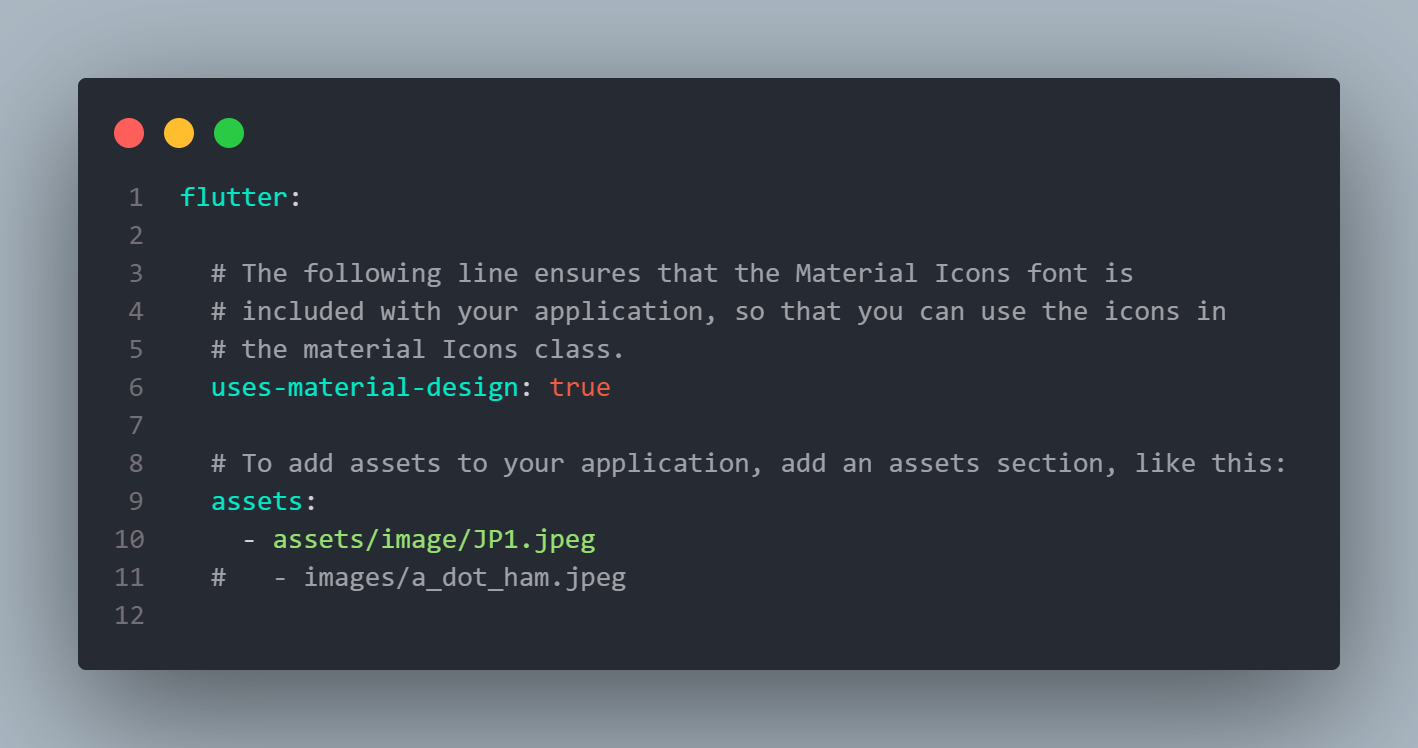 1 flutter:
2
3   # The following line ensures that the Material Icons font is
4   # included with your application, so that you can use the icons in
5   # the material Icons class.
6   uses-material-design: true
7
8   # To add assets to your application, add an assets section, like this:
9   assets:
10     - assets/image/JP1.jpeg
11   #   - images/a_dot_ham.jpeg
12